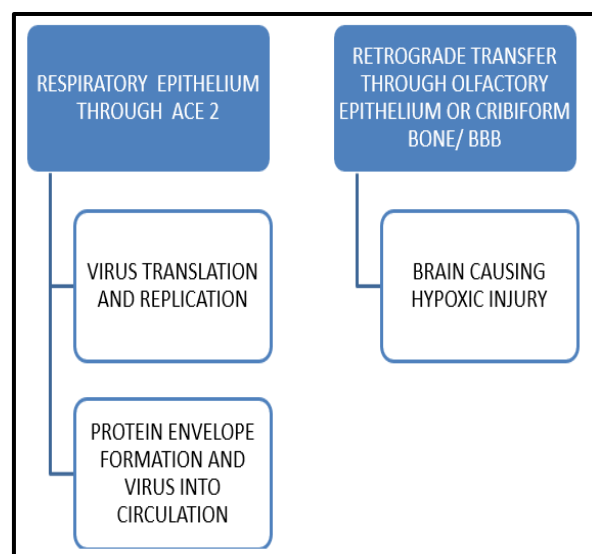 RESPIRATORY EPITHELIUM
THROUGH ACE 2
VIRUS TRANSLATION
AND REPLICATION
PROTEIN ENVELOPE
FORMATION AND
VIRUS INTO
CIRCULATION
RETROGRADE TRANSFER
THROUGH OLFACTORY
EPITHELIUM OR CRIBIFORM
BONE/ BBB
BRAIN CAUSING
HYPOXIC INJURY